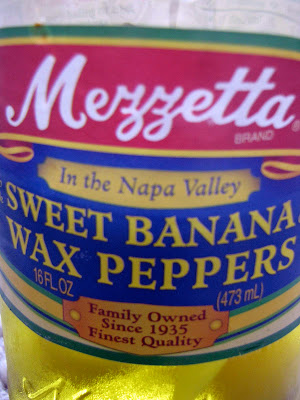 Mezzetta®
BRAND
In the Napa Valley
SWEET BANANA
WAX PEPPERS
16 FL OZ
(473 mL)
Family Owned
Since 1935
Finest Quality